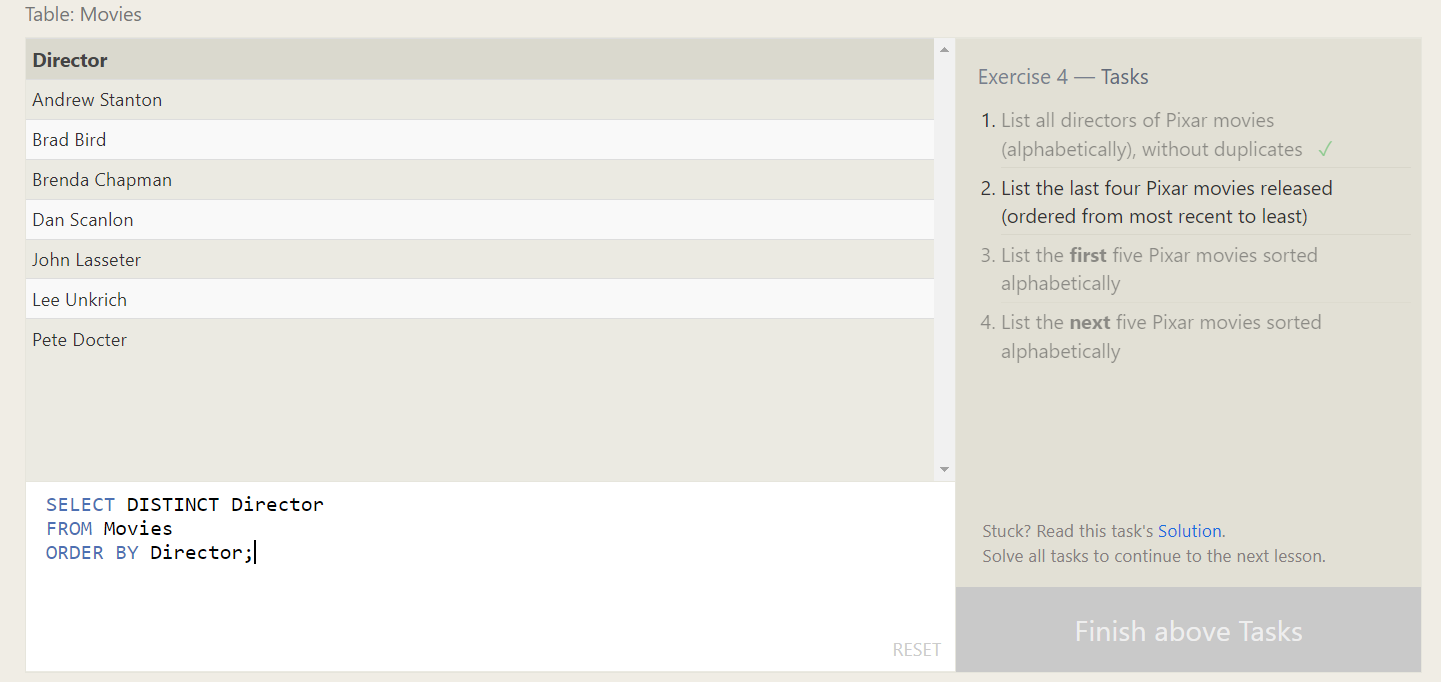 Table: Movies
Director
Andrew Stanton
Brad Bird
Brenda Chapman
Dan Scanlon
John Lasseter
Lee Unkrich
Pete Docter
SELECT DISTINCT Director
FROM Movies
ORDER BY Director;
RESET
Exercise 4 — Tasks
1. List all directors of Pixar movies
(alphabetically), without duplicates ✓
2. List the last four Pixar movies released
(ordered from most recent to least)
3. List the first five Pixar movies sorted
alphabetically
4. List the next five Pixar movies sorted
alphabetically
Stuck? Read this task's Solution.
Solve all tasks to continue to the next lesson.
Finish above Tasks